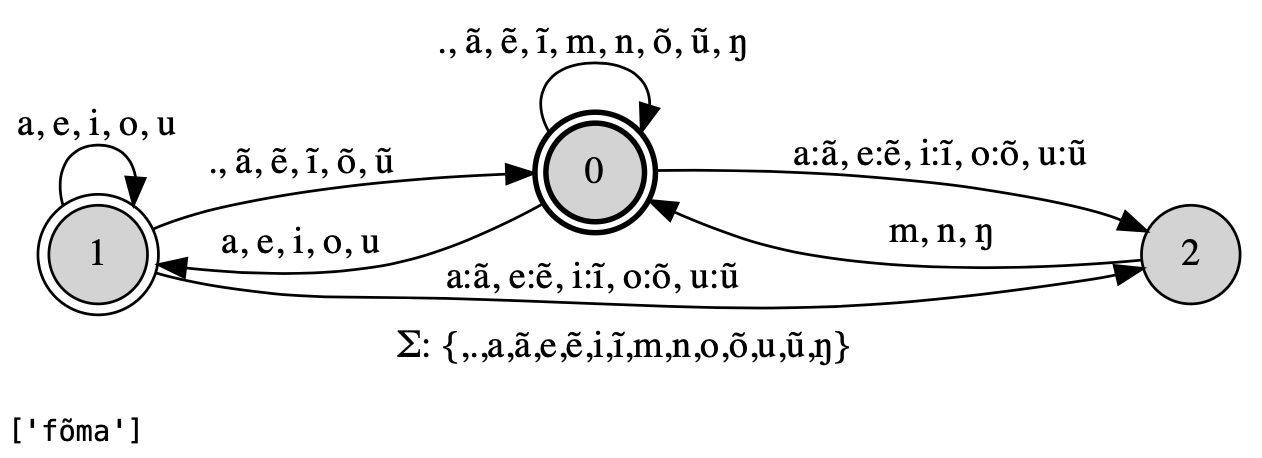 ., ã, ẽ, ĩ, m, n, õ, ũ, ŋ
a, e, i, o, u
., ã, ẽ, ĩ, õ, ũ
a:ã, e:ẽ, i:ĩ, o:õ, u:ũ
0
a, e, i, o, u
m, n, ŋ
1
2
a:ã, e:ẽ, i:ĩ, o:õ, u:ũ
Σ: {,.,a,ã,e,ẽ,i,ĩ,m,n,o,õ,u,ũ,ŋ}
['fõma']